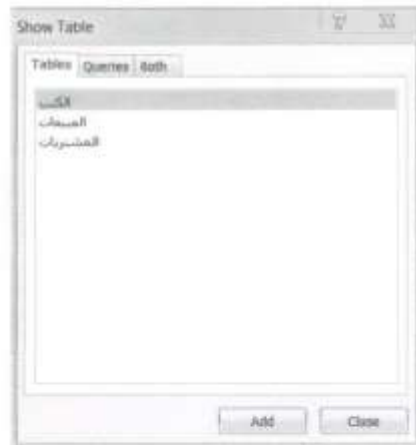 Show Table
Tables Queries Both
الكتب
المبيعات
المشتريات
Add Close